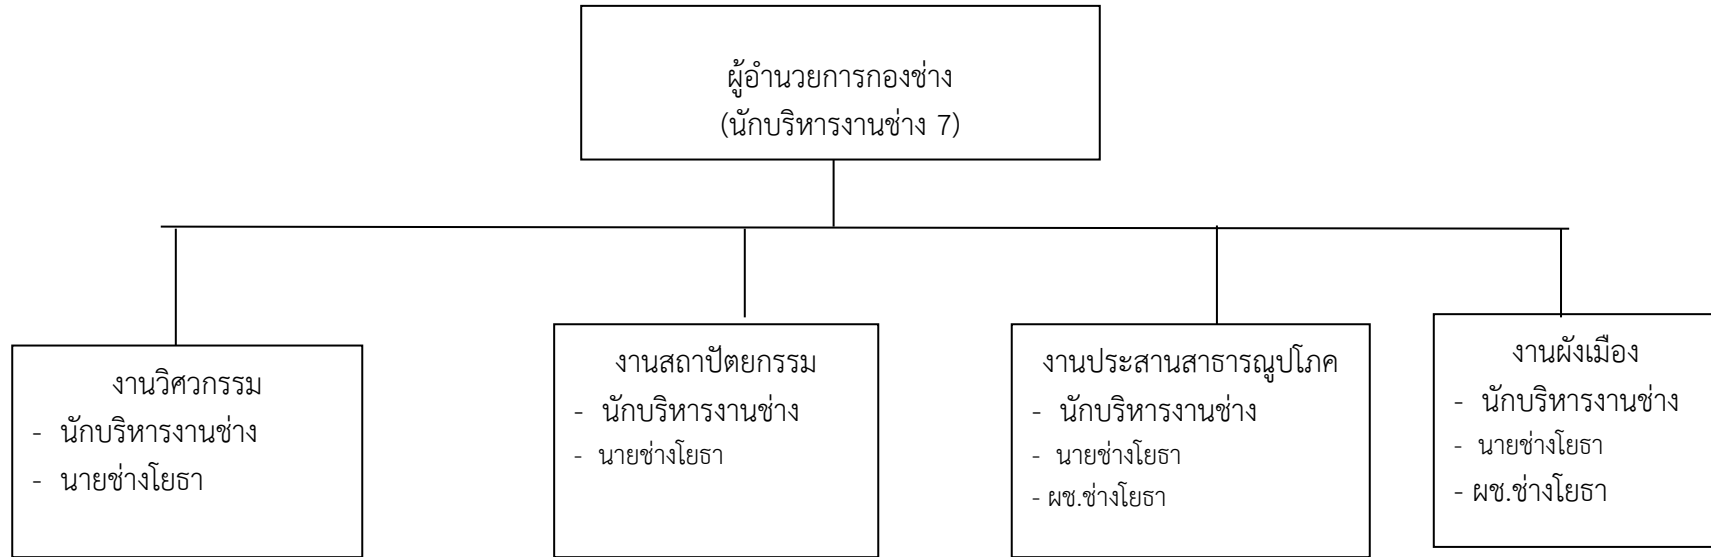 ผู้อำนวยการกองช่าง
(นักบริหารงานช่าง 7)
งานวิศวกรรม
- นักบริหารงานช่าง
- นายช่างโยธา
งานสถาปัตยกรรม
- นักบริหารงานช่าง
- นายช่างโยธา
งานประสานสาธารณูปโภค
- นักบริหารงานช่าง
- นายช่างโยธา
- ผช.ช่างโยธา
งานผังเมือง
- นักบริหารงานช่าง
- นายช่างโยธา
- ผช.ช่างโยธา